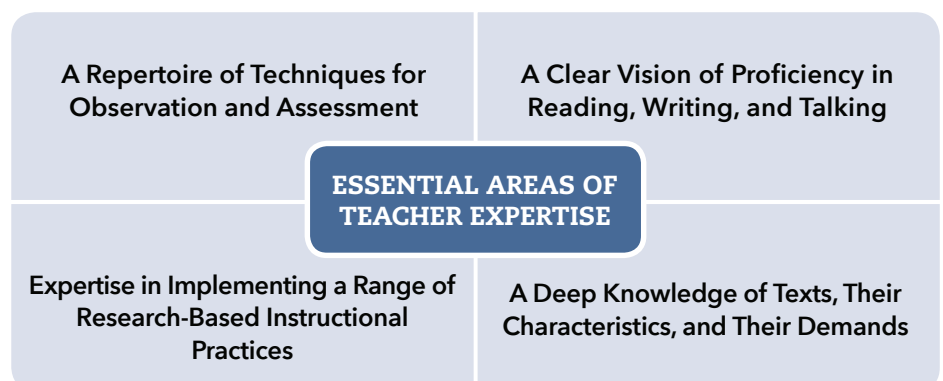 A Repertoire of Techniques for
Observation and Assessment
A Clear Vision of Proficiency in
Reading, Writing, and Talking
ESSENTIAL AREAS OF
TEACHER EXPERTISE
Expertise in Implementing a Range of
Research-Based Instructional
Practices
A Deep Knowledge of Texts, Their
Characteristics, and Their Demands